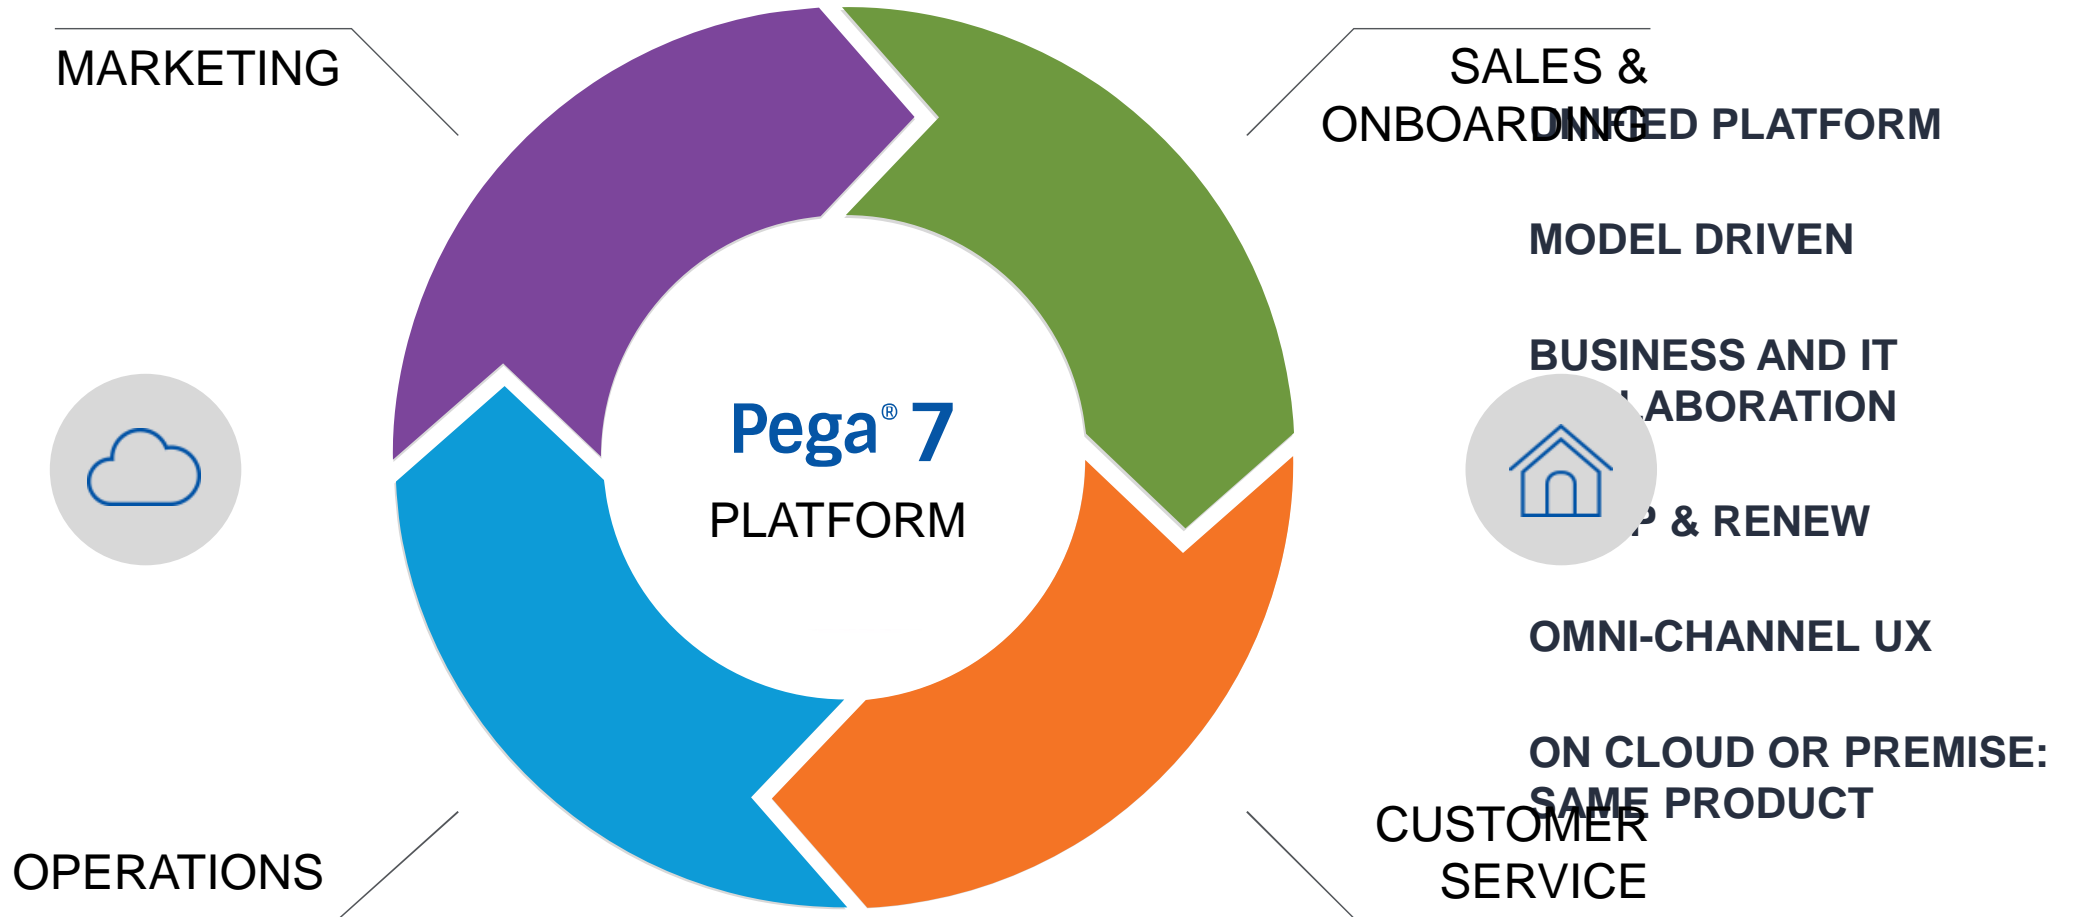 MARKETING
SALES &
ONBOARDING
UNIFIED PLATFORM
MODEL DRIVEN
BUSINESS AND IT
LABORATION
Pega® 7
PLATFORM
P & RENEW
OMNI-CHANNEL UX
ON CLOUD OR PREMISE:
SAME PRODUCT
CUSTOMER
SERVICE
OPERATIONS